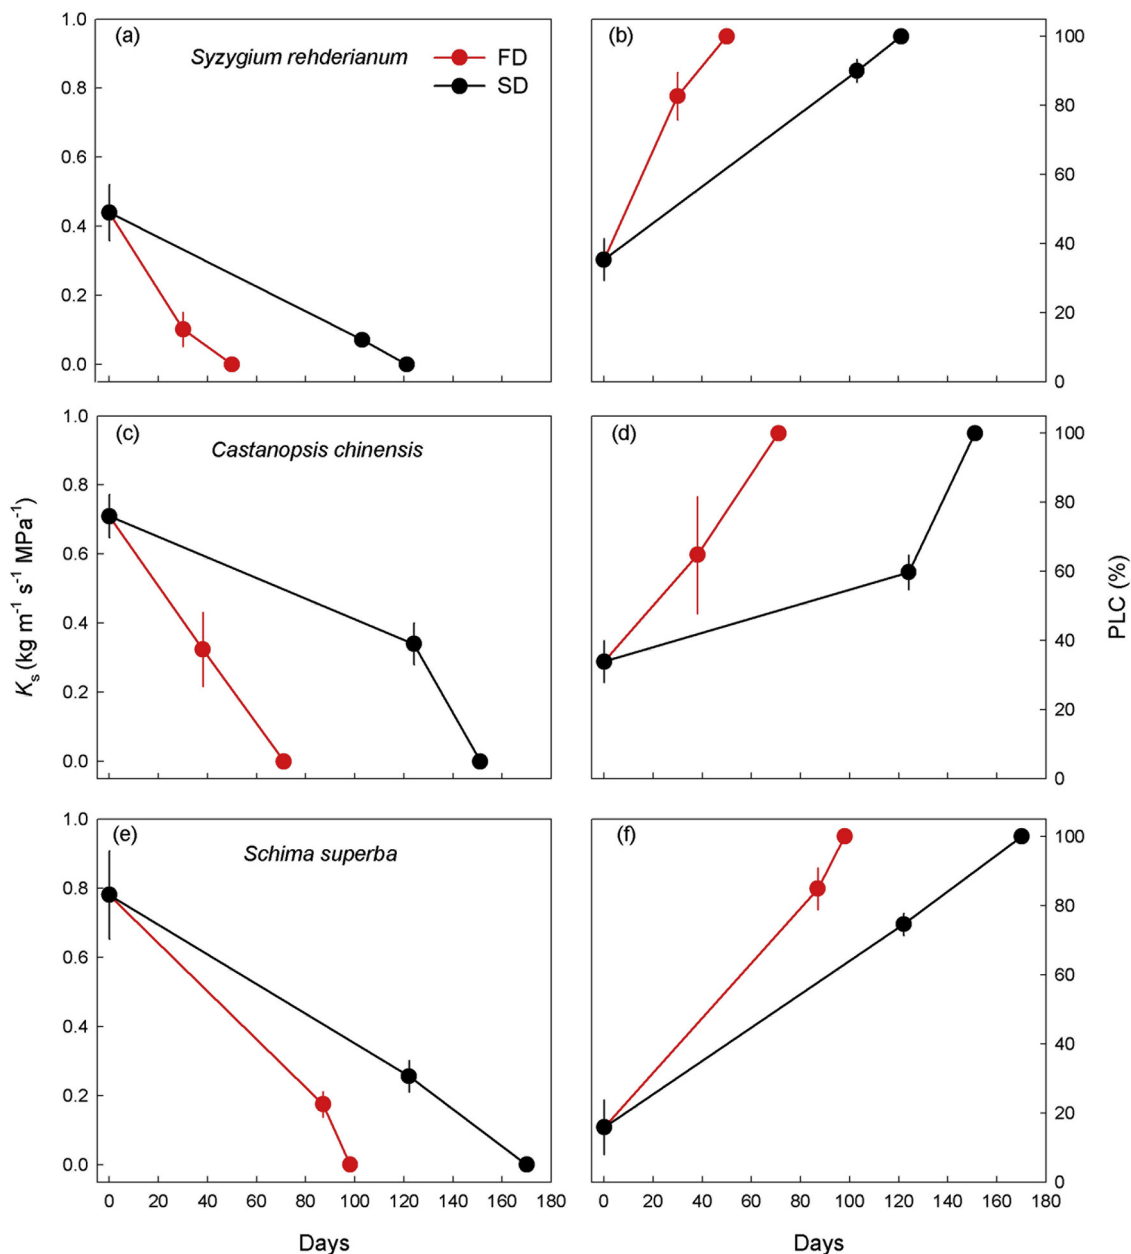 (a)
Syzygium rehderianum
FD
SD
1.0
0.8
0.6
0.4
0.2
0.0
(b)
100
80
60
40
20
0
(c)
Castanopsis chinensis
1.0
0.8
0.6
0.4
0.2
0.0
Ks (kg m-1 s-1 MPa-1)
(d)
100
80
60
40
20
0
PLC (%)
(e)
Schima superba
1.0
0.8
0.6
0.4
0.2
0.0
0 20 40 60 80 100 120 140 160 180
Days
(f)
100
80
60
40
20
0
0 20 40 60 80 100 120 140 160 180
Days